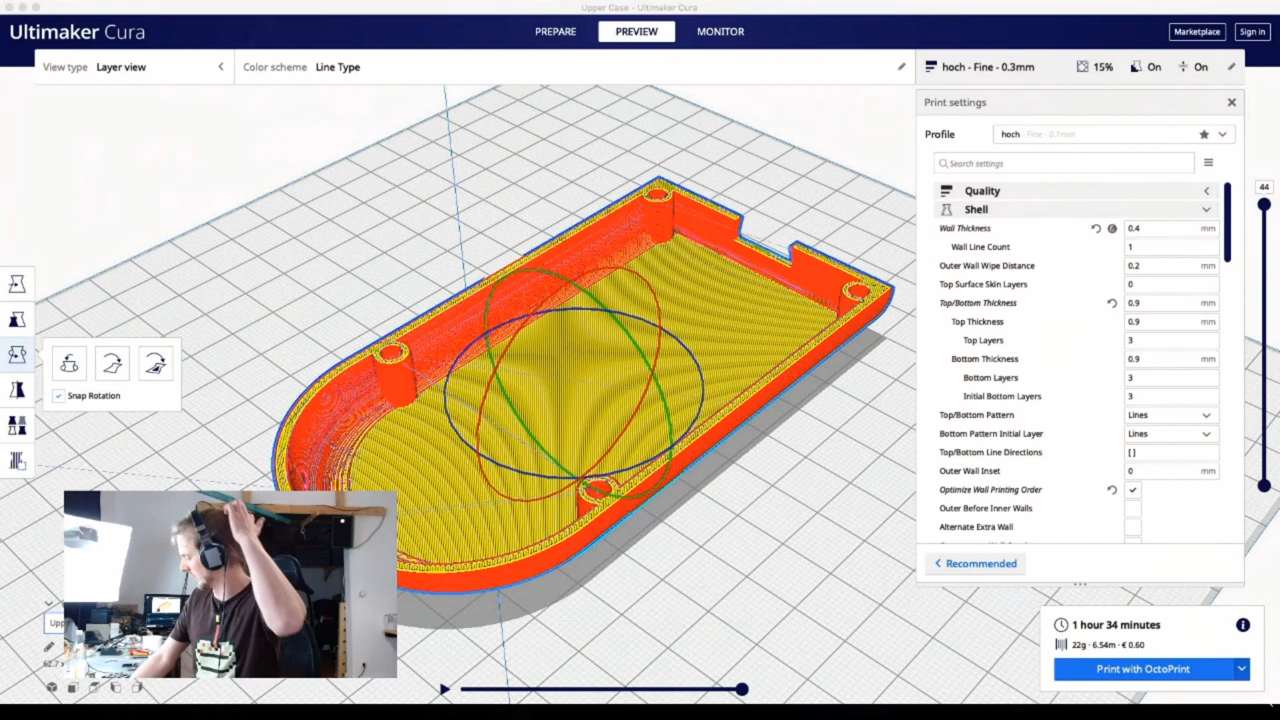 Upper Case - Ultimaker Cura
Ultimaker Cura
PREPARE
PREVIEW
MONITOR
Marketplace
Sign in
View type Layer view
Color scheme Line Type
hoch - Fine - 0.3mm
15%
On
On
Print settings
Profile
hoch - Fine - 0.1mm
Search settings
Quality
Shell
Wall Thickness 0.4 mm
Wall Line Count 1
Outer Wall Wipe Distance 0.2 mm
Top Surface Skin Layers 0
Top/Bottom Thickness 0.9 mm
Top Thickness 0.9 mm
Top Layers 3
Bottom Thickness 0.9 mm
Bottom Layers 3
Initial Bottom Layers 3
Top/Bottom Pattern Lines
Bottom Pattern Initial Layer Lines
Top/Bottom Line Directions [ ]
Outer Wall Inset 0 mm
Optimize Wall Printing Order
Outer Before Inner Walls
Alternate Extra Wall
Recommended
44
Snap Rotation
Upp
62.7
1 hour 34 minutes
22g · 6.54m · € 0.60
Print with OctoPrint